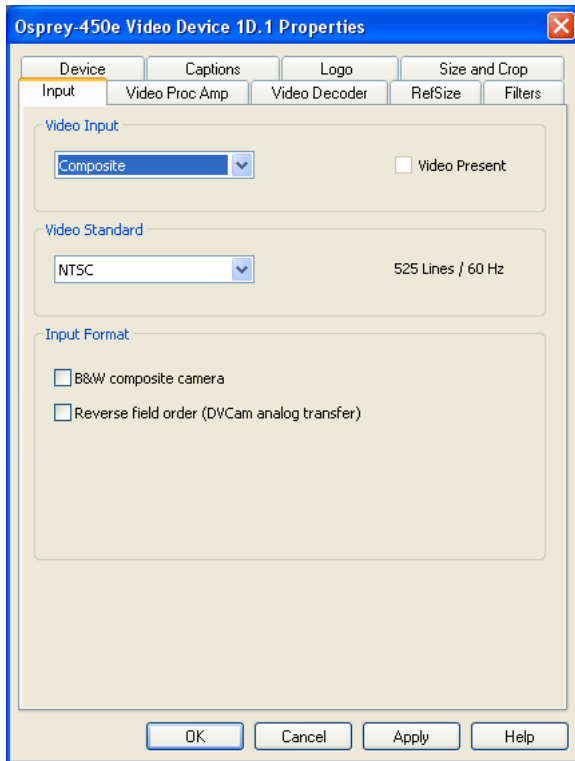 Osprey-450e Video Device 1D.1 Properties
Device Captions Logo Size and Crop
Input Video Proc Amp Video Decoder RefSize Filters
Video Input
Composite Video Present
Video Standard
NTSC 525 Lines / 60 Hz
Input Format
B&W composite camera
Reverse field order (DVCam analog transfer)
OK Cancel Apply Help